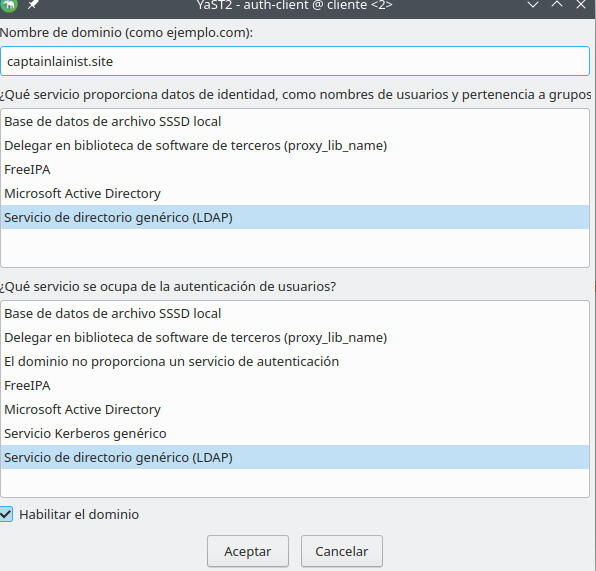 YaST2 - auth-client @ cliente <2>
Nombre de dominio (como ejemplo.com):
captainlainist.site
¿Qué servicio proporciona datos de identidad, como nombres de usuarios y pertenencia a grupos
Base de datos de archivo SSSD local
Delegar en biblioteca de software de terceros (proxy_lib_name)
FreeIPA
Microsoft Active Directory
Servicio de directorio genérico (LDAP)
¿Qué servicio se ocupa de la autenticación de usuarios?
Base de datos de archivo SSSD local
Delegar en biblioteca de software de terceros (proxy_lib_name)
El dominio no proporciona un servicio de autenticación
FreeIPA
Microsoft Active Directory
Servicio Kerberos genérico
Servicio de directorio genérico (LDAP)
Habilitar el dominio
Aceptar
Cancelar